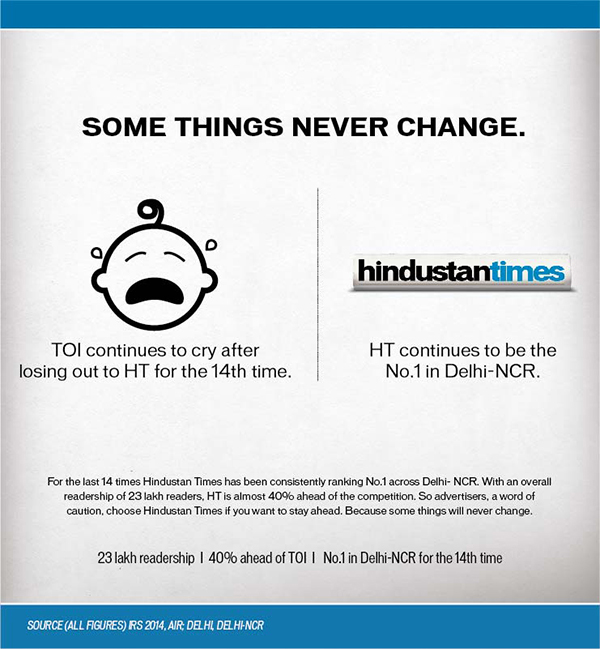 SOME THINGS NEVER CHANGE.
TOI continues to cry after
losing out to HT for the 14th time.
hindustantimes
HT continues to be the
No.1 in Delhi-NCR.
For the last 14 times Hindustan Times has been consistently ranking No.1 across Delhi- NCR. With an overall
readership of 23 lakh readers, HT is almost 40% ahead of the competition. So advertisers, a word of
caution, choose Hindustan Times if you want to stay ahead. Because some things will never change.
23 lakh readership I 40% ahead of TOI I No.1 in Delhi-NCR for the 14th time
SOURCE (ALL FIGURES) IRS 2014, AIR; DELHI, DELHI-NCR